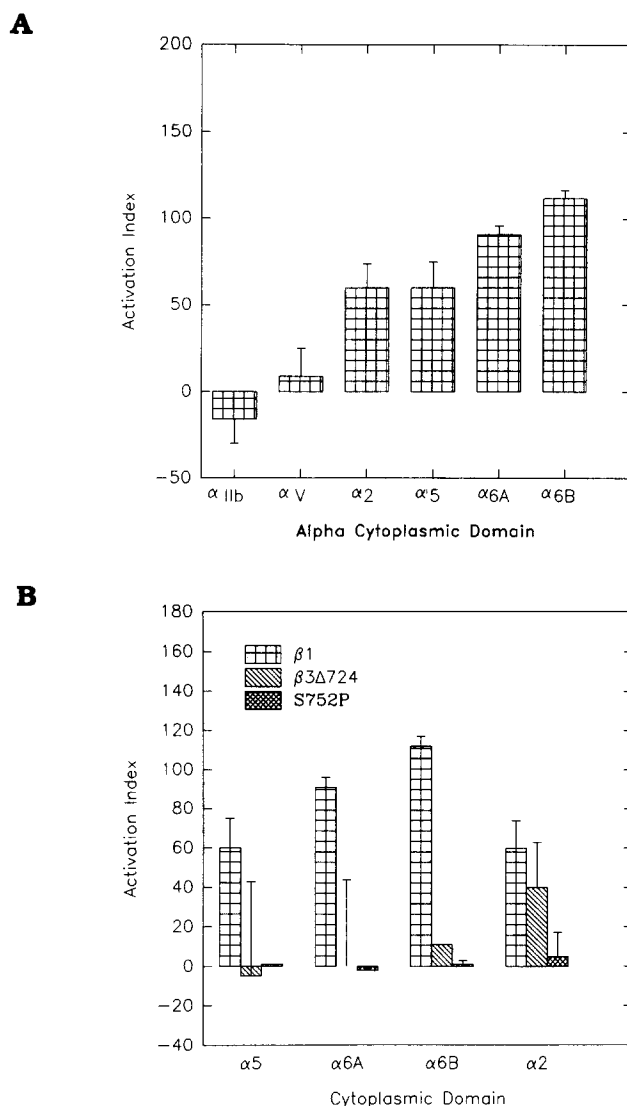 A
200
150
100
50
0
−50
Activation Index
α IIb α V α2 α5 α6A α6B
Alpha Cytoplasmic Domain
B
180
160
140
120
100
80
60
40
20
0
−20
−40
Activation Index
β1
β3Δ724
S752P
α5 α6A α6B α2
Cytoplasmic Domain